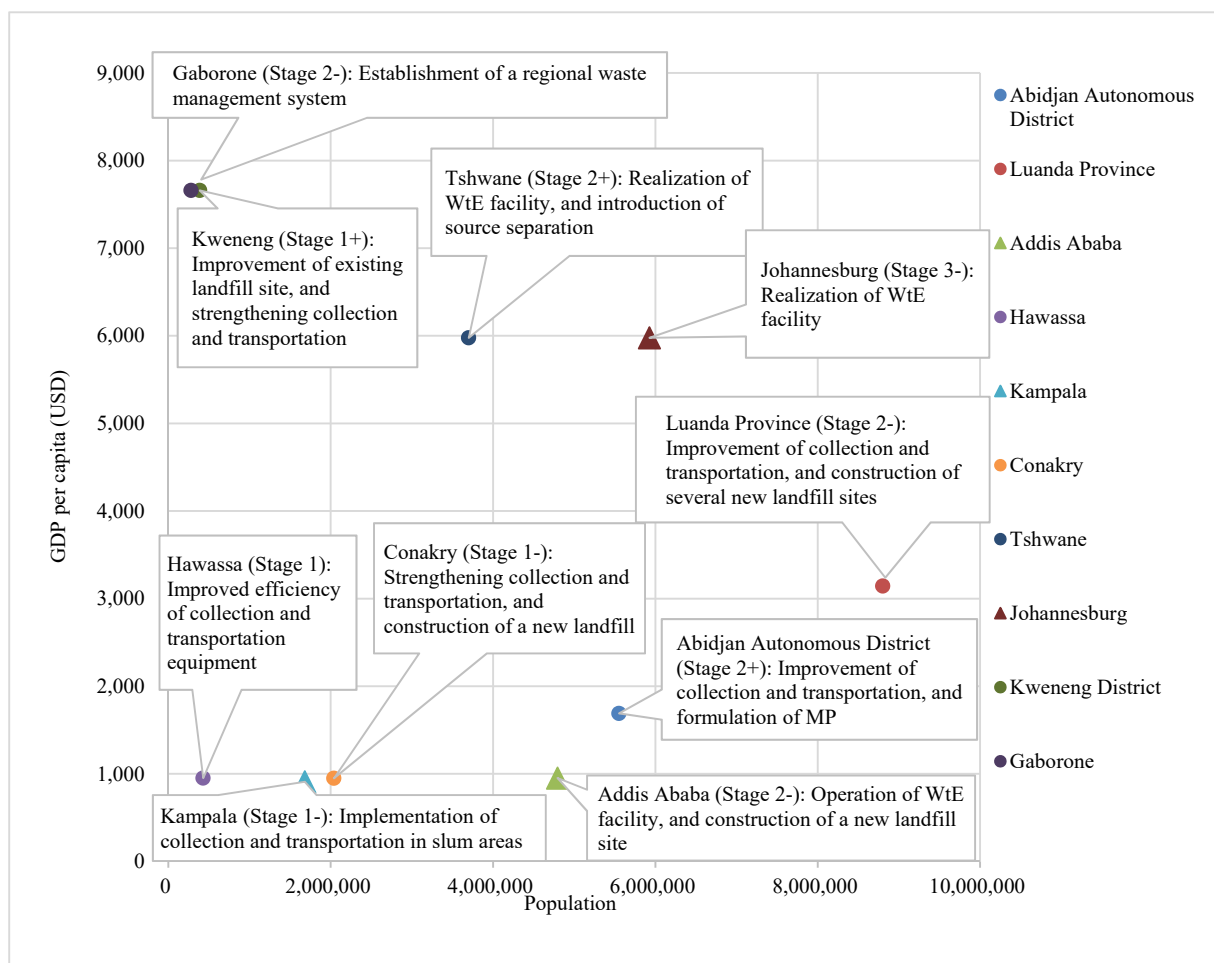 9,000
8,000
7,000
6,000
5,000
4,000
3,000
2,000
1,000
0
GDP per capita (USD)
Gaborone (Stage 2-): Establishment of a regional waste
management system
Kweneng (Stage 1+):
Improvement of existing
landfill site, and
strengthening collection
and transportation
Tshwane (Stage 2+): Realization of
WtE facility, and introduction of
source separation
Johannesburg (Stage 3-):
Realization of WtE
facility
Luanda Province (Stage 2-):
Improvement of collection and
transportation, and construction of
several new landfill sites
Hawassa (Stage 1):
Improved efficiency
of collection and
transportation
equipment
Conakry (Stage 1-):
Strengthening collection and
transportation, and
construction of a new landfill
Abidjan Autonomous District
(Stage 2+): Improvement of
collection and transportation, and
formulation of MP
Kampala (Stage 1-): Implementation of
collection and transportation in slum areas
Addis Ababa (Stage 2-): Operation of WtE
facility, and construction of a new landfill
site
0
2,000,000
4,000,000
6,000,000
8,000,000
10,000,000
Population
Abidjan Autonomous
District
Luanda Province
Addis Ababa
Hawassa
Kampala
Conakry
Tshwane
Johannesburg
Kweneng District
Gaborone